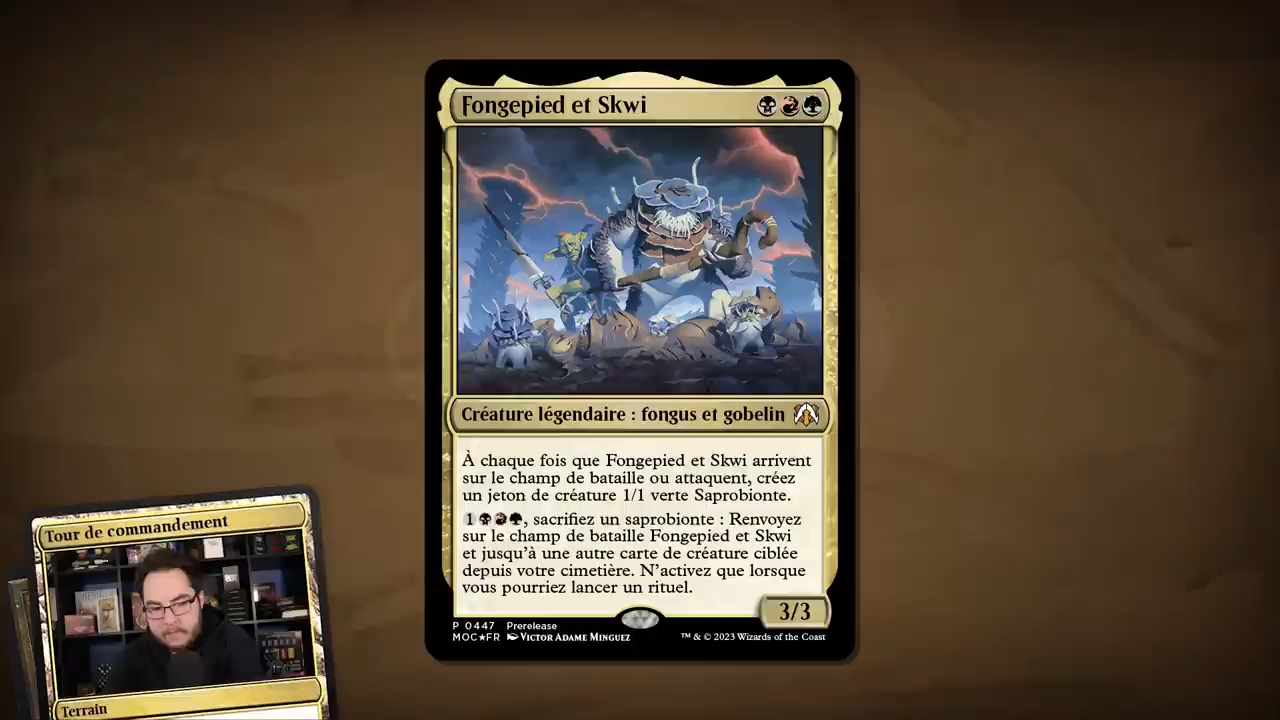 Fongepied et Skwi
Créature légendaire : fongus et gobelin
À chaque fois que Fongepied et Skwi arrivent
sur le champ de bataille ou attaquent, créez
un jeton de créature 1/1 verte Saprobionte.
1, sacrifiez un saprobionte : Renvoyez
sur le champ de bataille Fongepied et Skwi
et jusqu'à une autre carte de créature ciblée
depuis votre cimetière. N'activez que lorsque
vous pourriez lancer un rituel.
3/3
P 0447 Prerelease
MOC★FR Victor Adame Minguez
™ & © 2023 Wizards of the Coast
Tour de commandement
Terrain